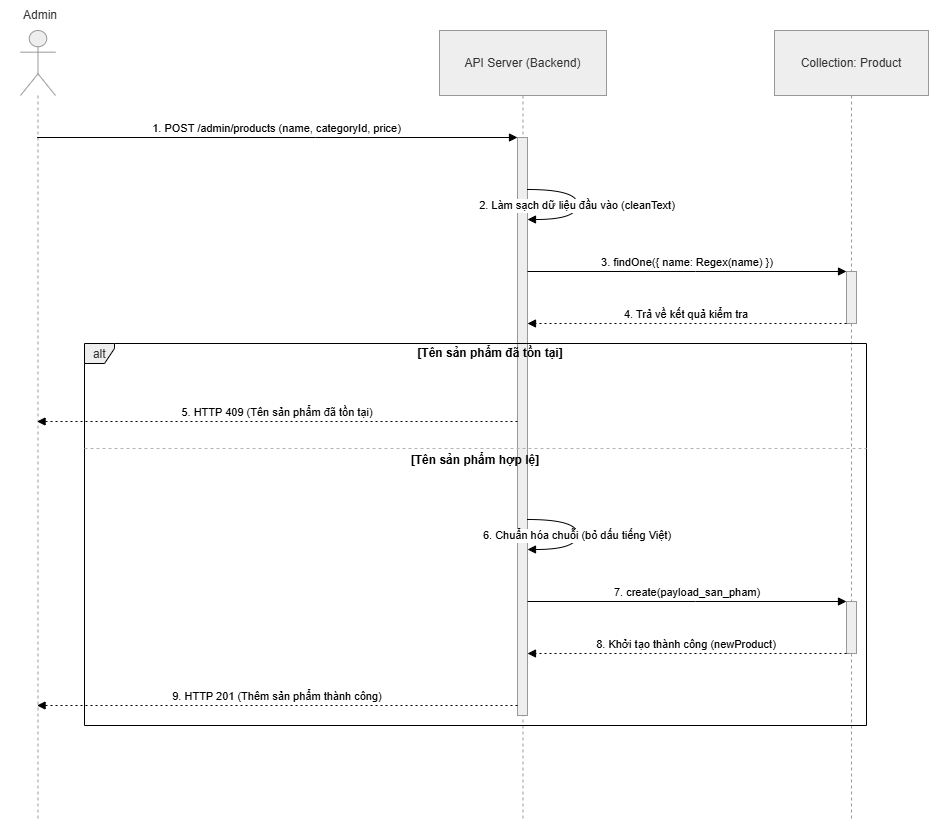 Admin
API Server (Backend)
Collection: Product
1. POST /admin/products (name, categoryId, price)
2. Làm sạch dữ liệu đầu vào (cleanText)
3. findOne({ name: Regex(name) })
4. Trả về kết quả kiểm tra
alt
[Tên sản phẩm đã tồn tại]
5. HTTP 409 (Tên sản phẩm đã tồn tại)
[Tên sản phẩm hợp lệ]
6. Chuẩn hóa chuỗi (bỏ dấu tiếng Việt)
7. create(payload_san_pham)
8. Khởi tạo thành công (newProduct)
9. HTTP 201 (Thêm sản phẩm thành công)